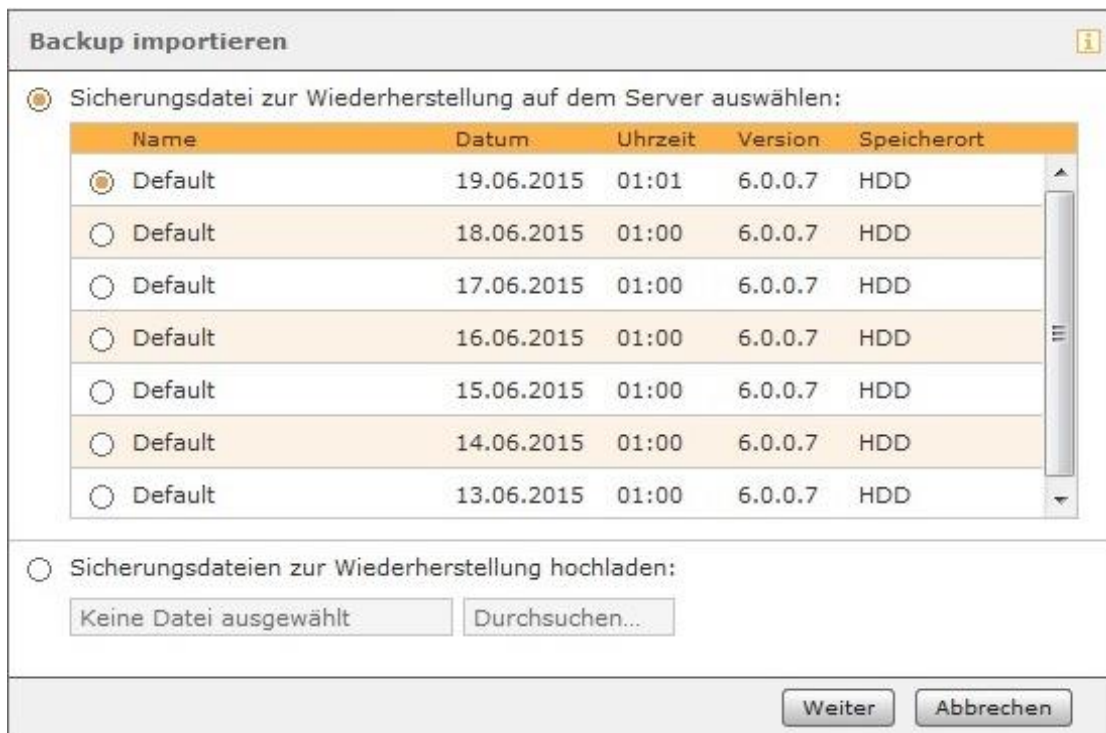 Backup importieren
Sicherungsdatei zur Wiederherstellung auf dem Server auswählen:
Name Datum Uhrzeit Version Speicherort
Default 19.06.2015 01:01 6.0.0.7 HDD
Default 18.06.2015 01:00 6.0.0.7 HDD
Default 17.06.2015 01:00 6.0.0.7 HDD
Default 16.06.2015 01:00 6.0.0.7 HDD
Default 15.06.2015 01:00 6.0.0.7 HDD
Default 14.06.2015 01:00 6.0.0.7 HDD
Default 13.06.2015 01:00 6.0.0.7 HDD
Sicherungsdateien zur Wiederherstellung hochladen:
Keine Datei ausgewählt Durchsuchen...
Weiter Abbrechen